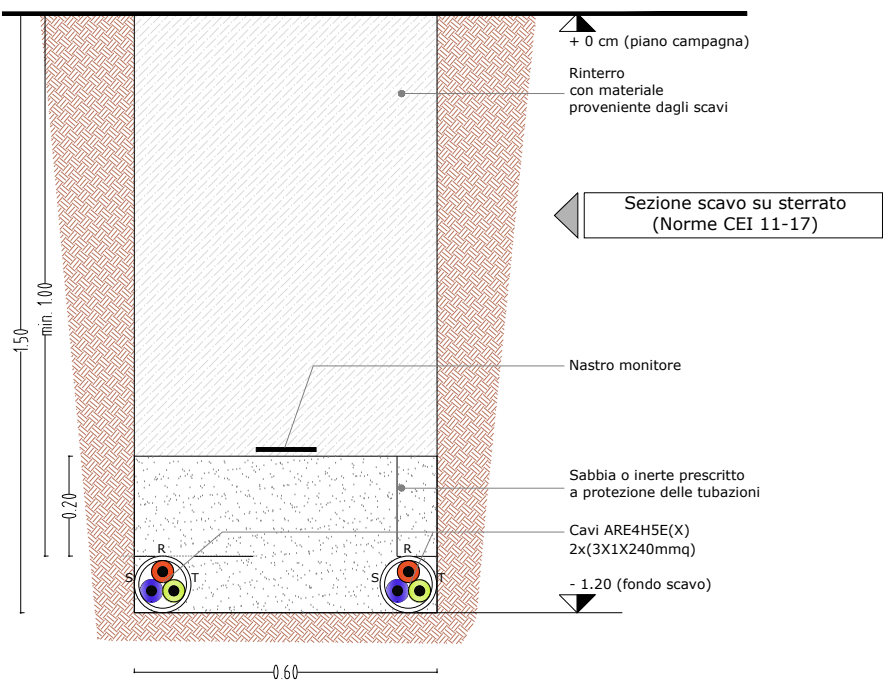 + 0 cm (piano campagna)
Rinterro
con materiale
proveniente dagli scavi
Sezione scavo su sterrato
(Norme CEI 11-17)
min. 1.00
1.50
Nastro monitore
0.20
Sabbia o inerte prescritto
a protezione delle tubazioni
Cavi ARE4H5E(X)
2x(3X1X240mmq)
R
S
T
R
S
T
- 1.20 (fondo scavo)
0.60